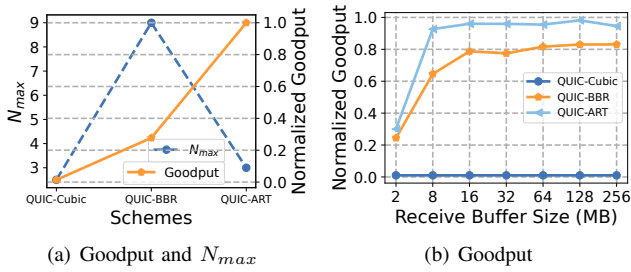 9
8
7
6
5
4
3
N_max
1.0
0.8
0.6
0.4
0.2
0.0
Normalized Goodput
N_max
Goodput
QUIC-Cubic QUIC-BBR QUIC-ART
Schemes
(a) Goodput and N_max
1.0
0.8
0.6
0.4
0.2
0.0
Normalized Goodput
QUIC-Cubic
QUIC-BBR
QUIC-ART
2 8 16 32 64 128 256
Receive Buffer Size (MB)
(b) Goodput